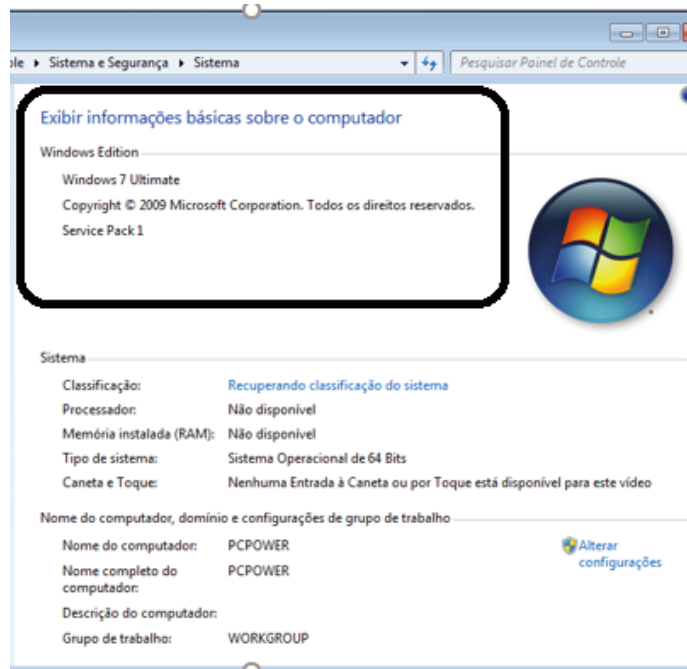 ole ▸ Sistema e Segurança ▸ Sistema
Pesquisar Painel de Controle
Exibir informações básicas sobre o computador
Windows Edition
Windows 7 Ultimate
Copyright © 2009 Microsoft Corporation. Todos os direitos reservados.
Service Pack 1
Sistema
Classificação: Recuperando classificação do sistema
Processador: Não disponível
Memória instalada (RAM): Não disponível
Tipo de sistema: Sistema Operacional de 64 Bits
Caneta e Toque: Nenhuma Entrada à Caneta ou por Toque está disponível para este vídeo
Nome do computador, domínio e configurações de grupo de trabalho
Nome do computador: PCPOWER
Alterar
configurações
Nome completo do
computador:
PCPOWER
Descrição do computador:
Grupo de trabalho: WORKGROUP